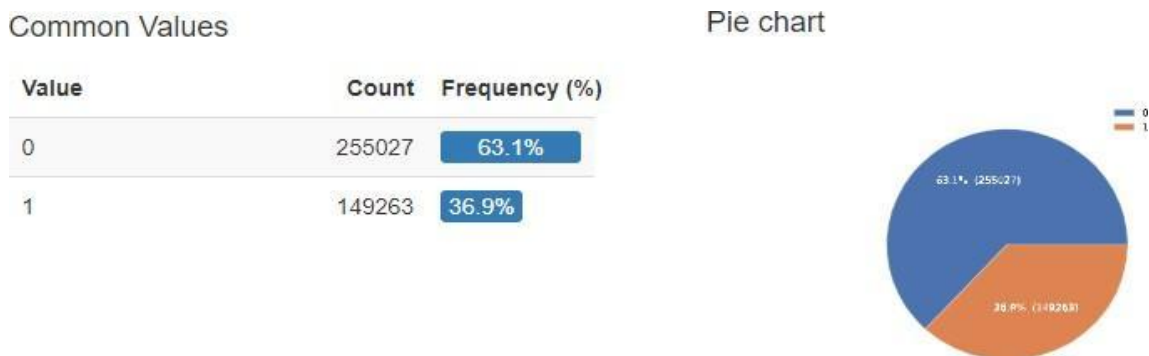 Common Values
Value Count Frequency (%)
0 255027 63.1%
1 149263 36.9%
Pie chart
0
1
63.1% (255027)
36.9% (149263)